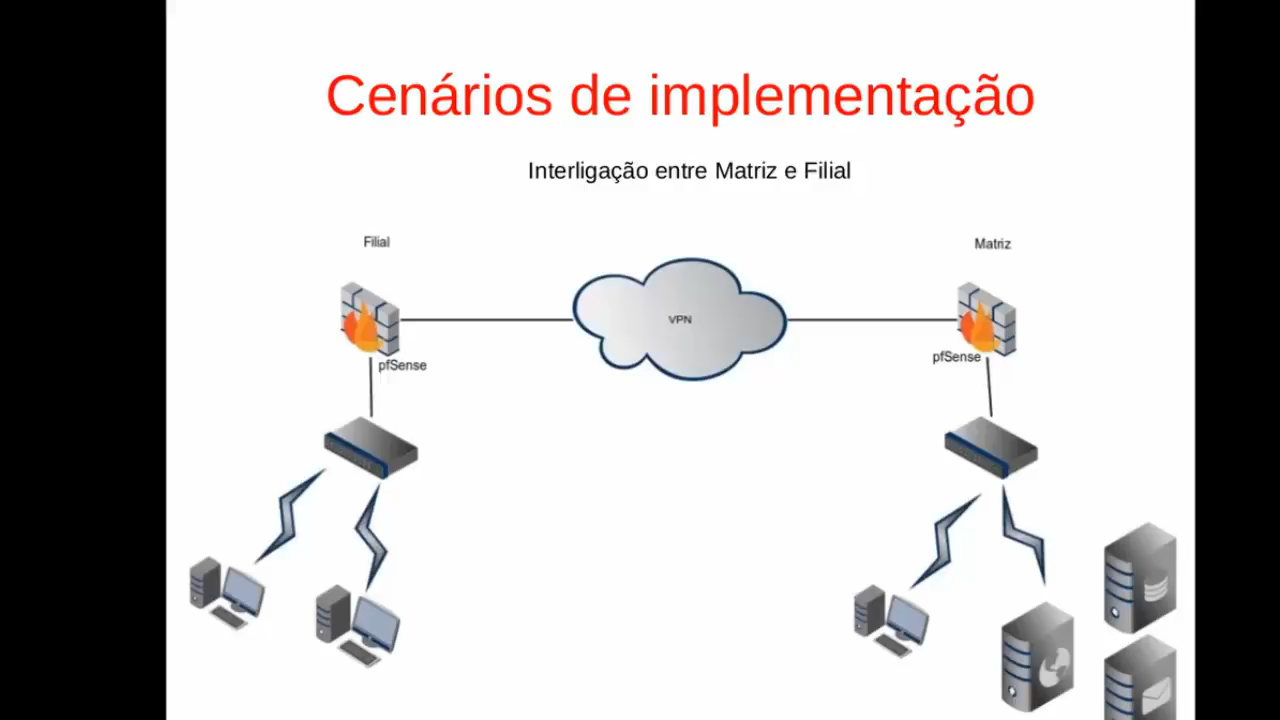 Cenários de implementação
Interligação entre Matriz e Filial
Filial
Matriz
VPN
pfSense
pfSense